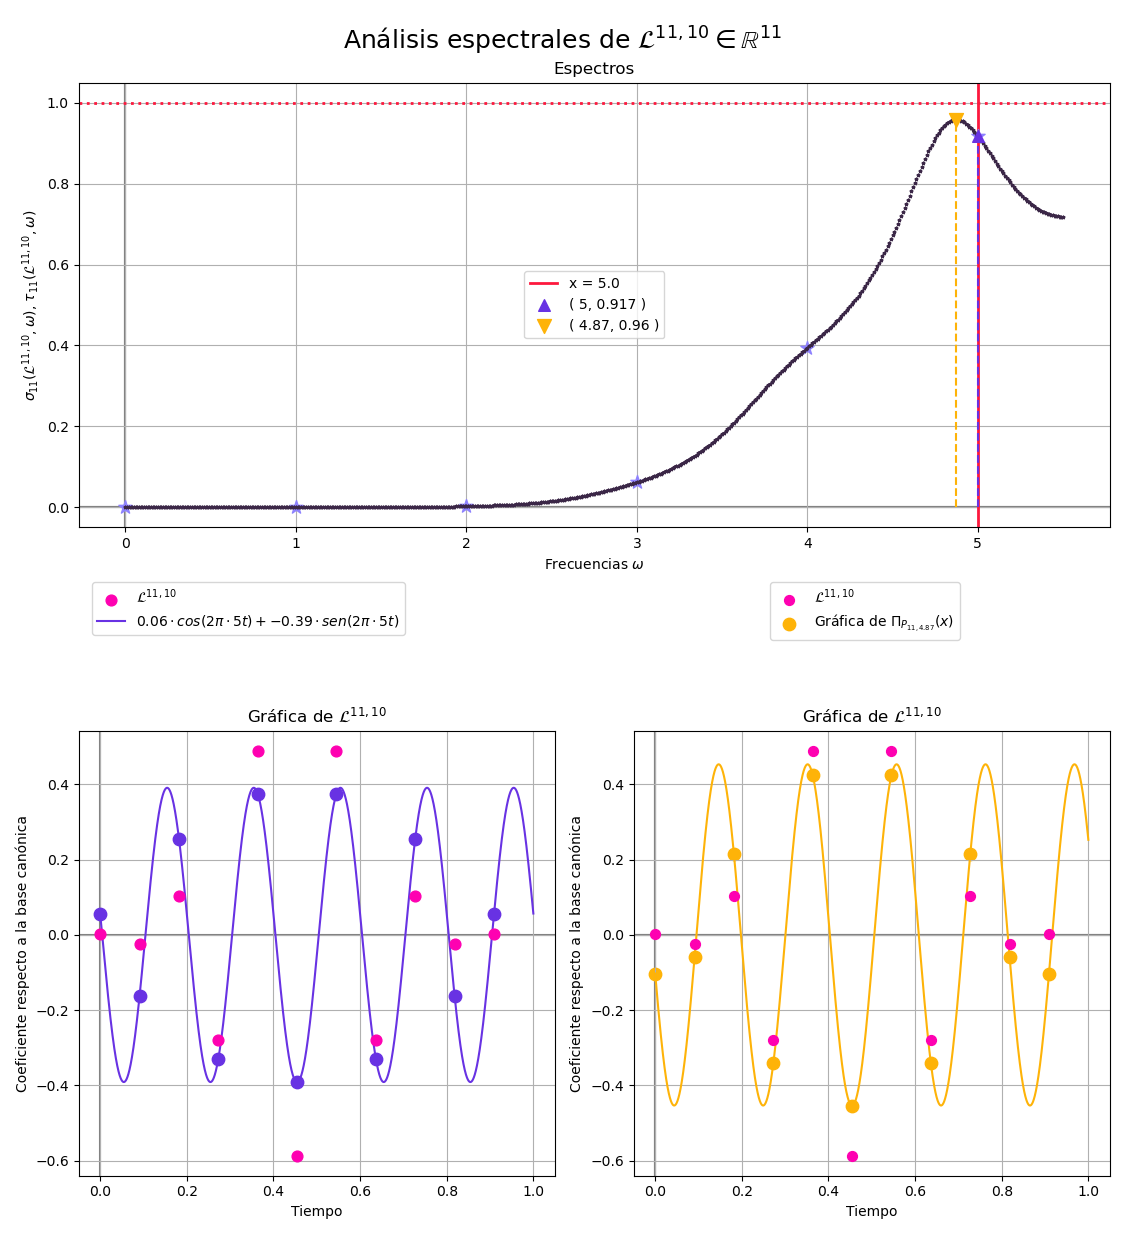 Análisis espectrales de $\mathcal{L}^{11,10} \in \mathbb{R}^{11}$
Espectros
1.0
0.8
0.6
0.4
0.2
0.0
$\sigma_{11}(\mathcal{L}^{11,10}, \omega), \tau_{11}(\mathcal{L}^{11,10}, \omega)$
x = 5.0
( 5, 0.917 )
( 4.87, 0.96 )
0 1 2 3 4 5
Frecuencias $\omega$
$\mathcal{L}^{11,10}$
$0.06 \cdot cos(2\pi \cdot 5t) + -0.39 \cdot sen(2\pi \cdot 5t)$
$\mathcal{L}^{11,10}$
Gráfica de $\Pi_{P_{11,4.87}}(x)$
Gráfica de $\mathcal{L}^{11,10}$
0.4
0.2
0.0
−0.2
−0.4
−0.6
Coeficiente respecto a la base canónica
0.0 0.2 0.4 0.6 0.8 1.0
Tiempo
Gráfica de $\mathcal{L}^{11,10}$
0.4
0.2
0.0
−0.2
−0.4
−0.6
Coeficiente respecto a la base canónica
0.0 0.2 0.4 0.6 0.8 1.0
Tiempo